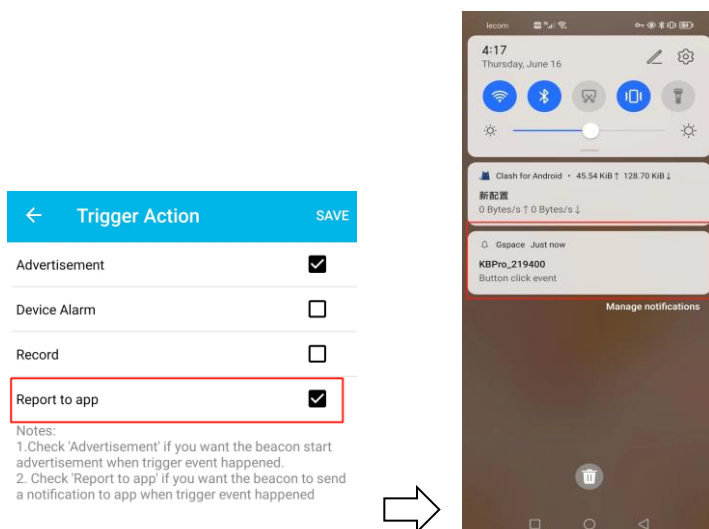 Trigger Action
SAVE
Advertisement
Device Alarm
Record
Report to app
Notes:
1.Check 'Advertisement' if you want the beacon start
advertisement when trigger event happened.
2. Check 'Report to app' if you want the beacon to send
a notification to app when trigger event happened
lecom
4:17
Thursday, June 16
Clash for Android • 45.54 KiB↑ 128.70 KiB↓
新配置
0 Bytes/s ↑ 0 Bytes/s ↓
Gspace Just now
KBPro_219400
Button click event
Manage notifications